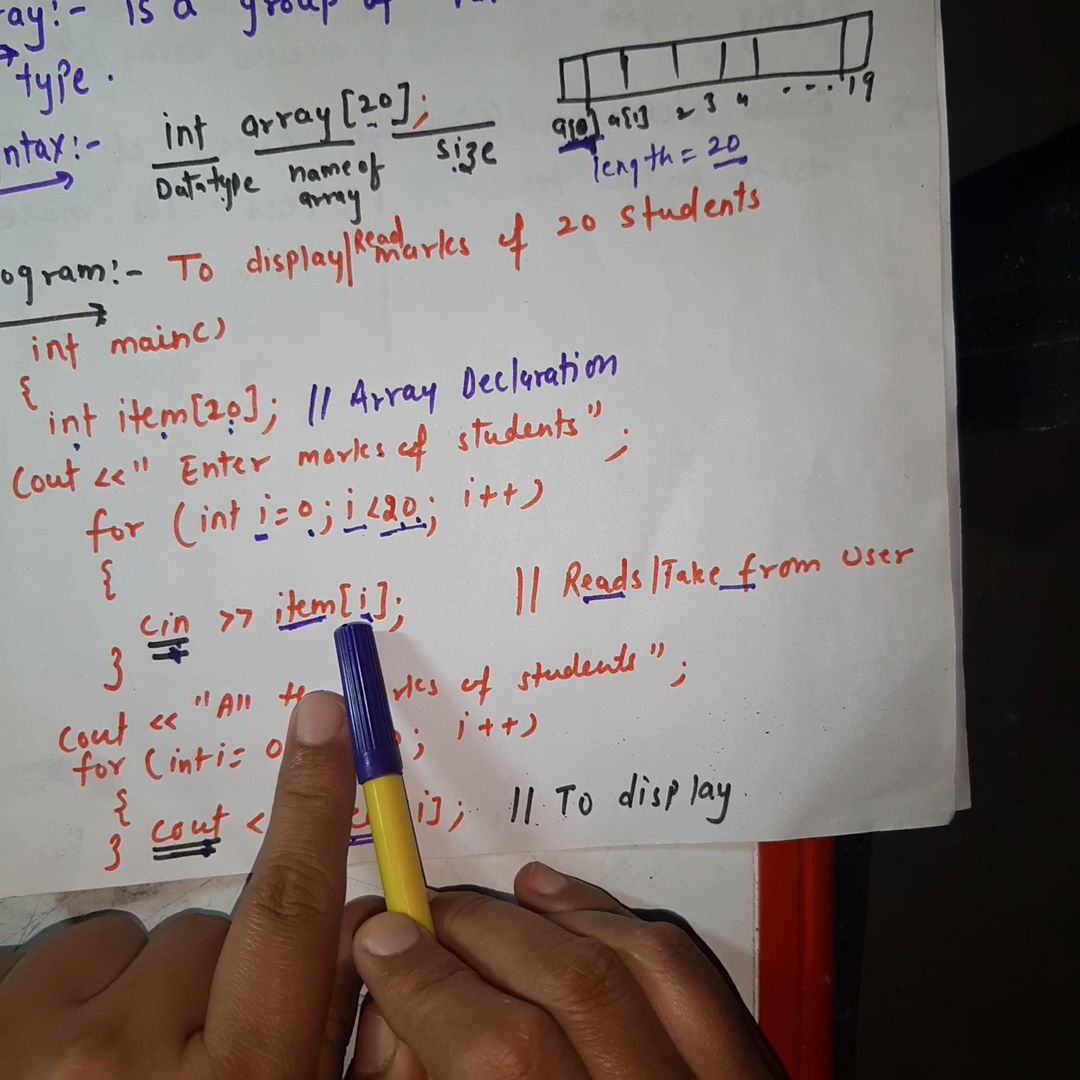 ray:- is a group of
type.
ntax:- int array[20];
Datatype name of array size
a[0] a[1] 2 3 4 .... 19
length = 20
ogram:- To display/Read marks of 20 students
int main()
{
int item[20]; // Array Declaration
Cout <<" Enter marks of students";
for (int i=0; i<20; i++)
{
cin >> item[i]; // Reads/Take from User
}
cout << "All of students";
for (int i= 0 ; i++)
{
} cout < i]; // To display